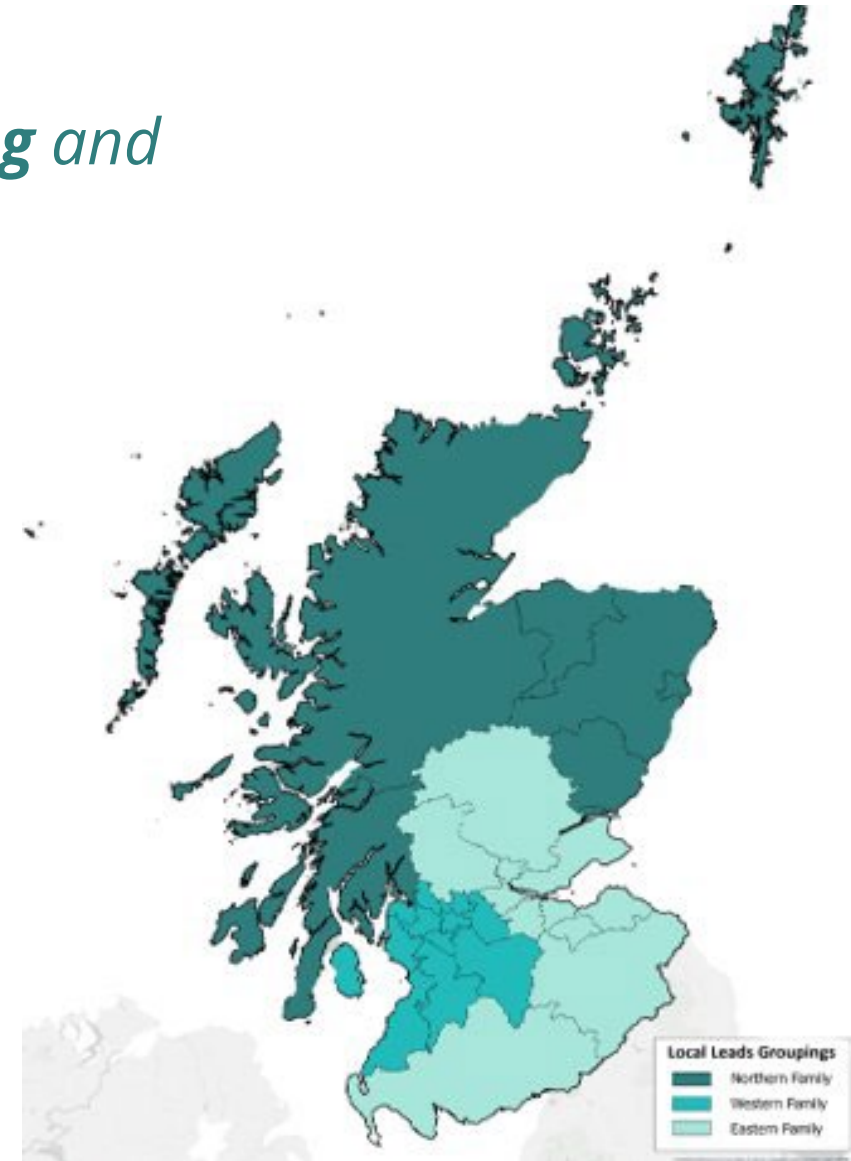 g and
Local Leads Groupings
Northern Family
Western Family
Eastern Family